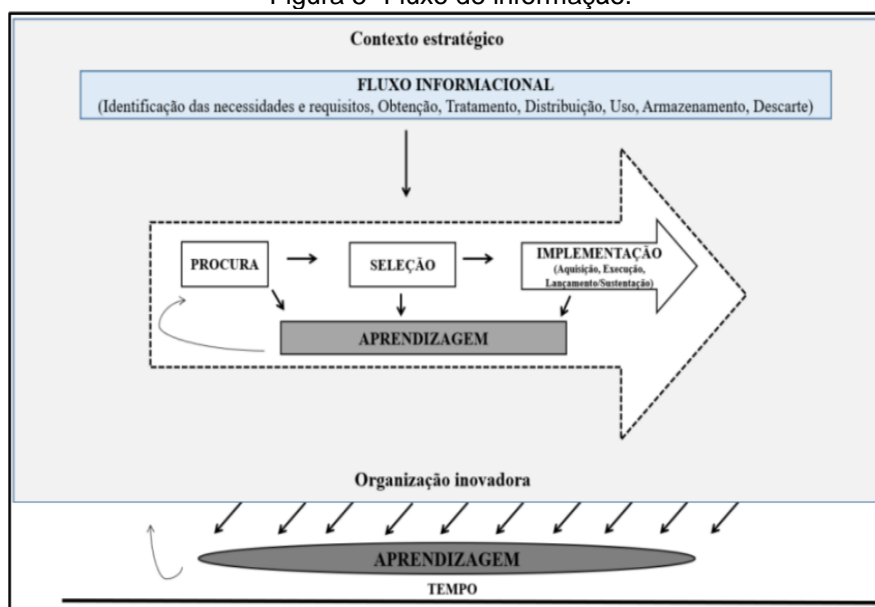 Figura 3- Fluxo de informação.
Contexto estratégico
FLUXO INFORMACIONAL
(Identificação das necessidades e requisitos, Obtenção, Tratamento, Distribuição, Uso, Armazenamento, Descarte)
PROCURA
SELEÇÃO
IMPLEMENTAÇÃO
(Aquisição, Execução,
Lançamento/Sustentação)
APRENDIZAGEM
Organização inovadora
APRENDIZAGEM
TEMPO